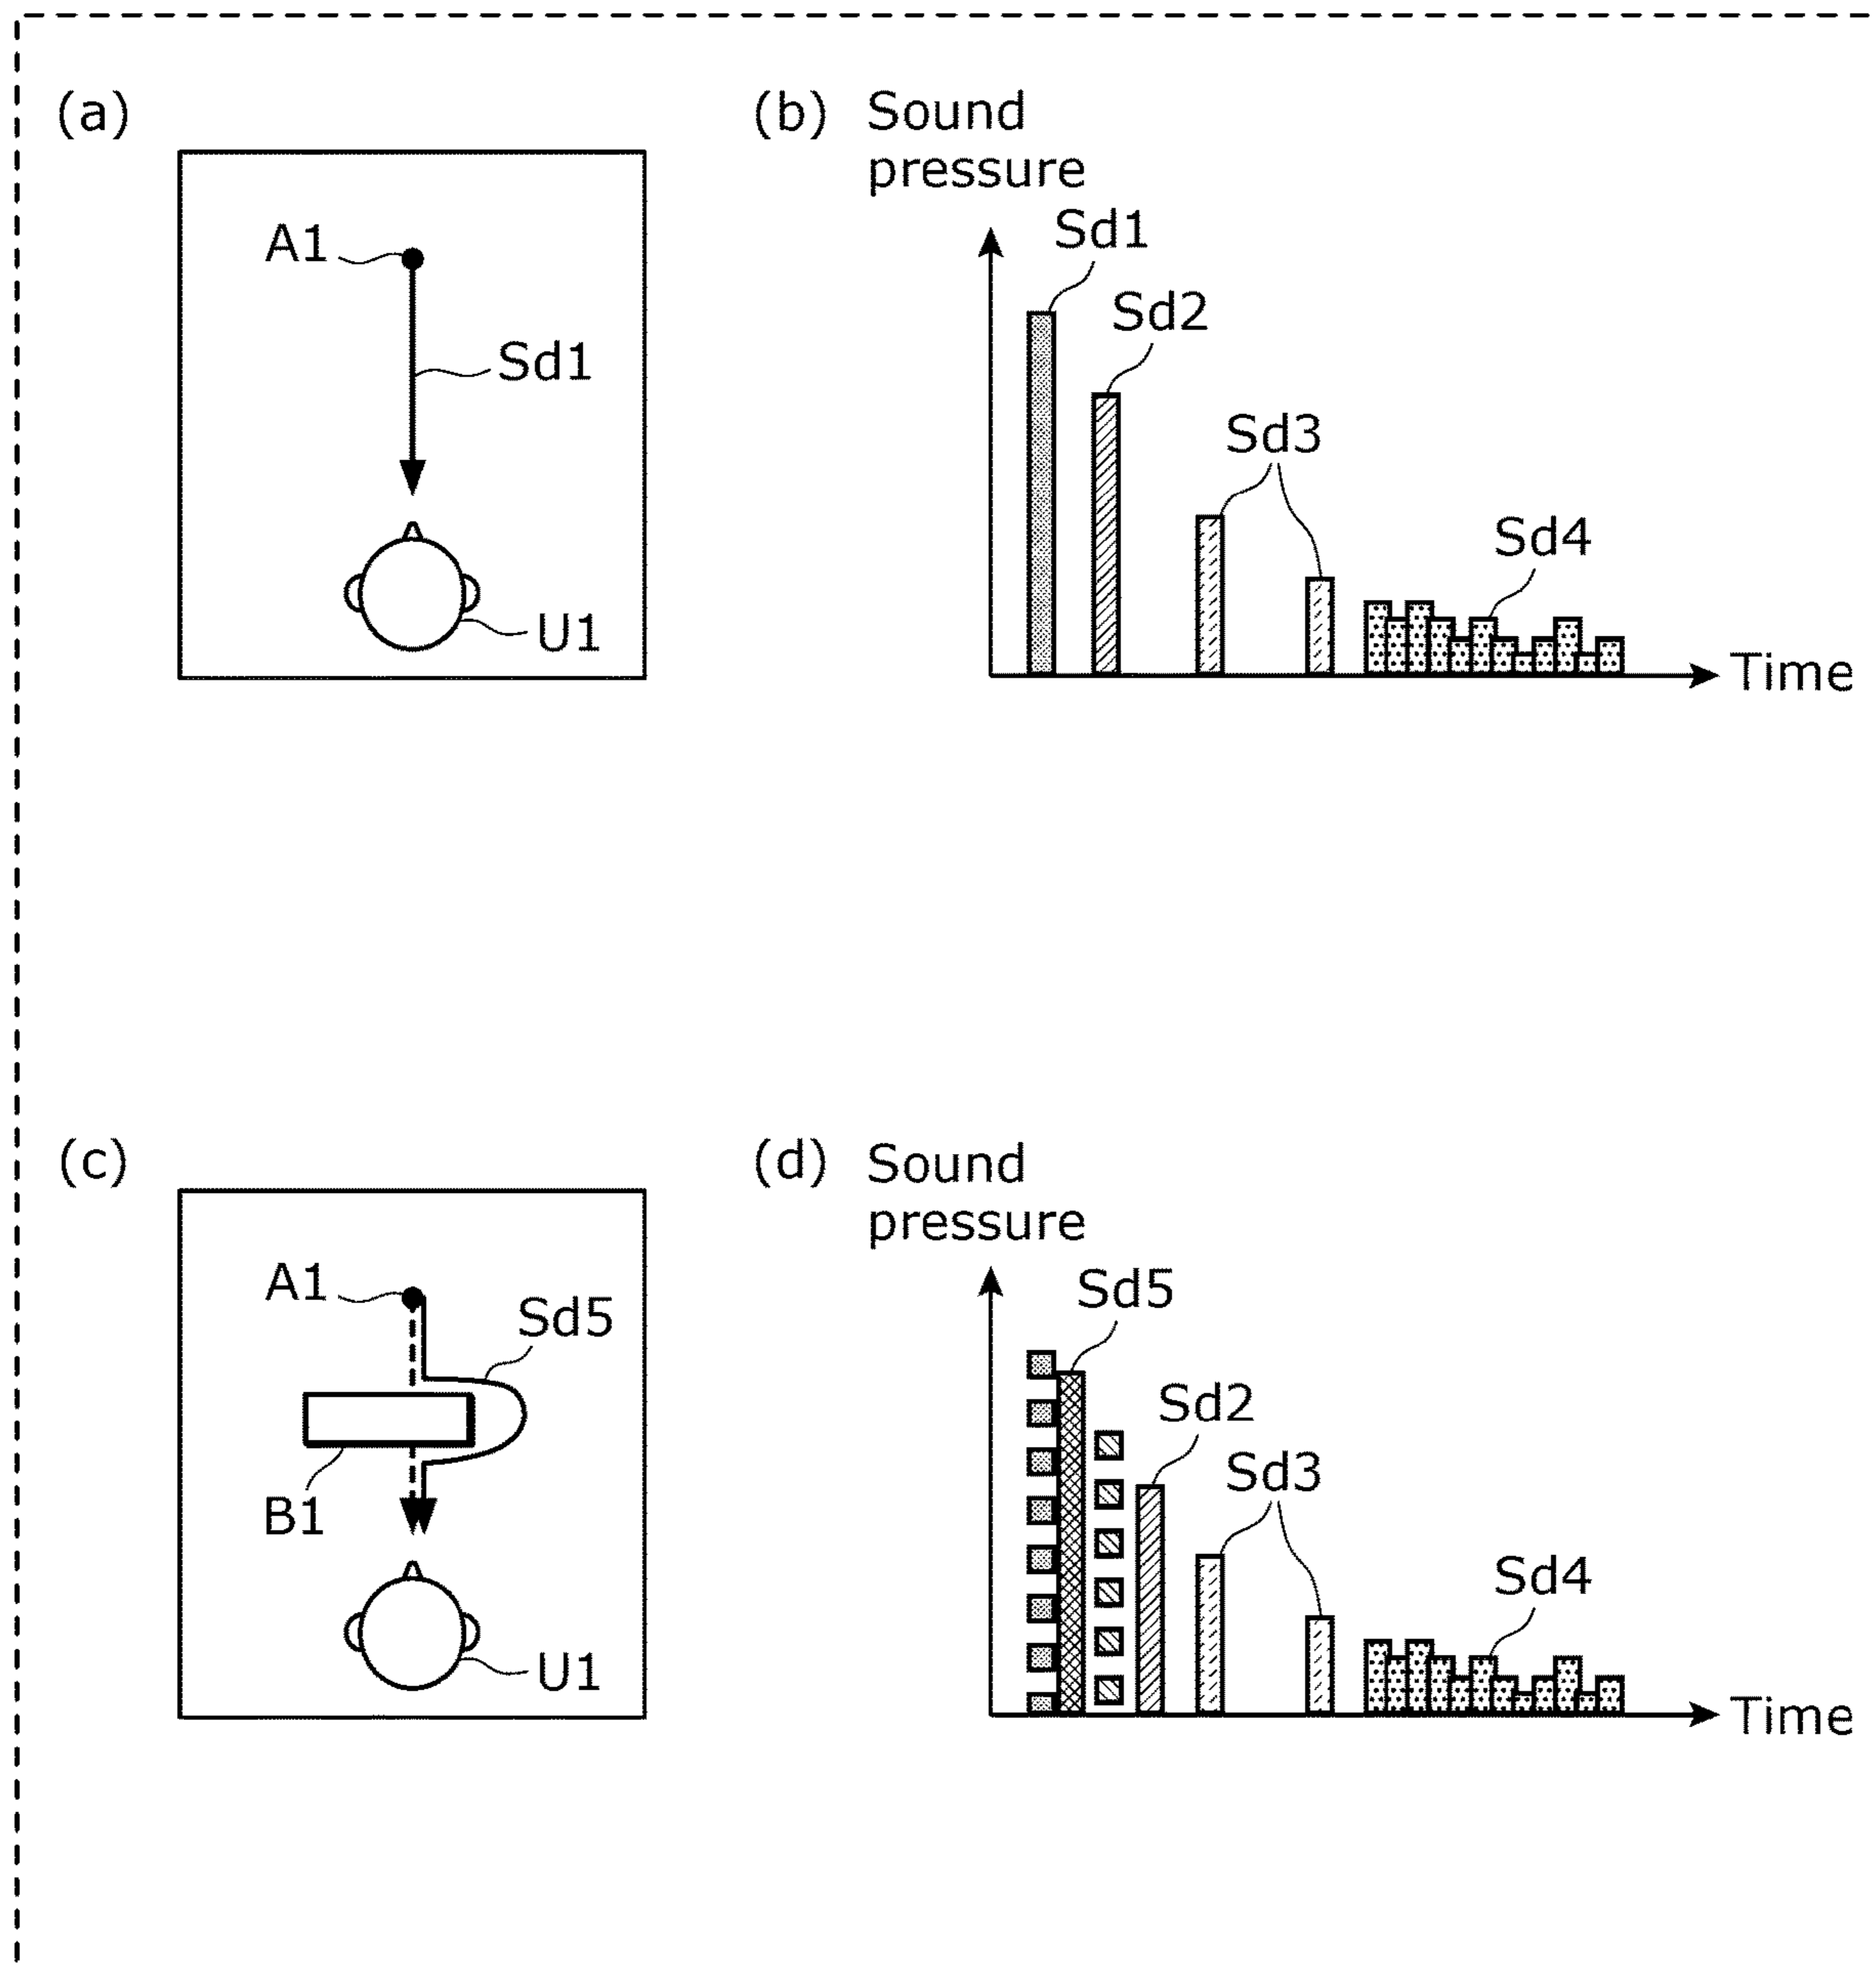 (a)
A1
Sd1
U1
(b) Sound
pressure
Sd1
Sd2
Sd3
Sd4
Time
(c)
A1
Sd5
B1
U1
(d) Sound
pressure
Sd5
Sd2
Sd3
Sd4
Time